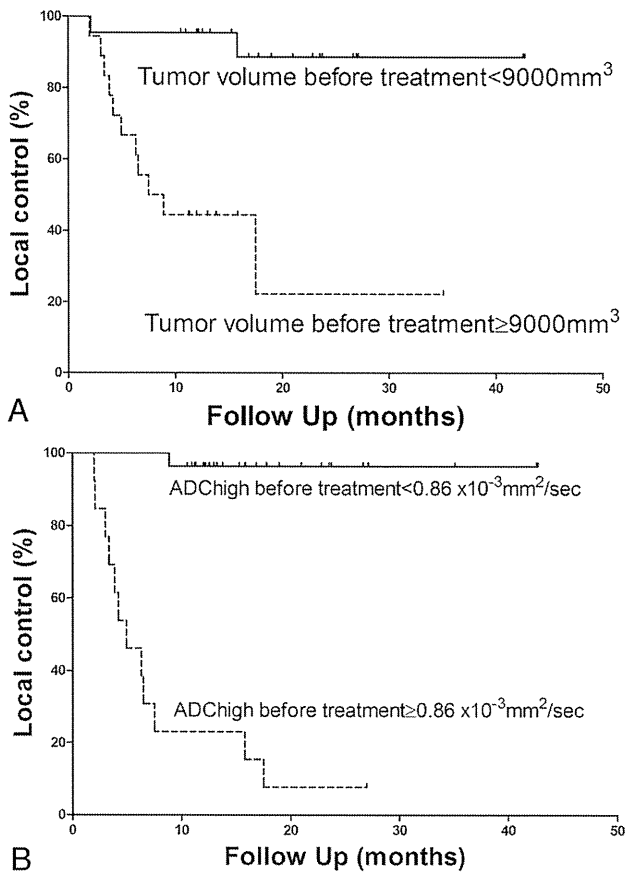 100
80
60
40
20
0
Local control (%)
Tumor volume before treatment<9000mm³
Tumor volume before treatment≥9000mm³
0 10 20 30 40 50
Follow Up (months)
A
100
80
60
40
20
0
Local control (%)
ADChigh before treatment<0.86 x10⁻³mm²/sec
ADChigh before treatment≥0.86 x10⁻³mm²/sec
0 10 20 30 40 50
Follow Up (months)
B